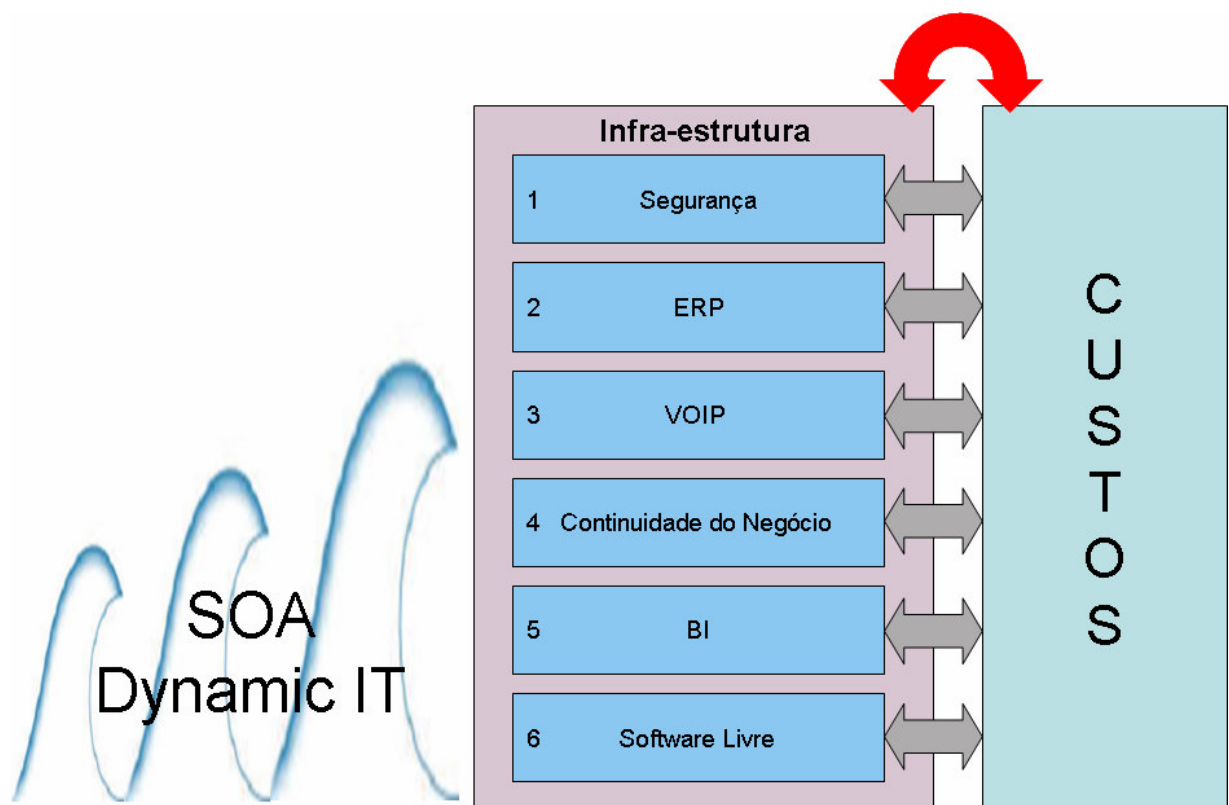 Infra-estrutura
1 Segurança
2 ERP
3 VOIP
4 Continuidade do Negócio
5 BI
6 Software Livre
SOA
Dynamic IT
C
U
S
T
O
S